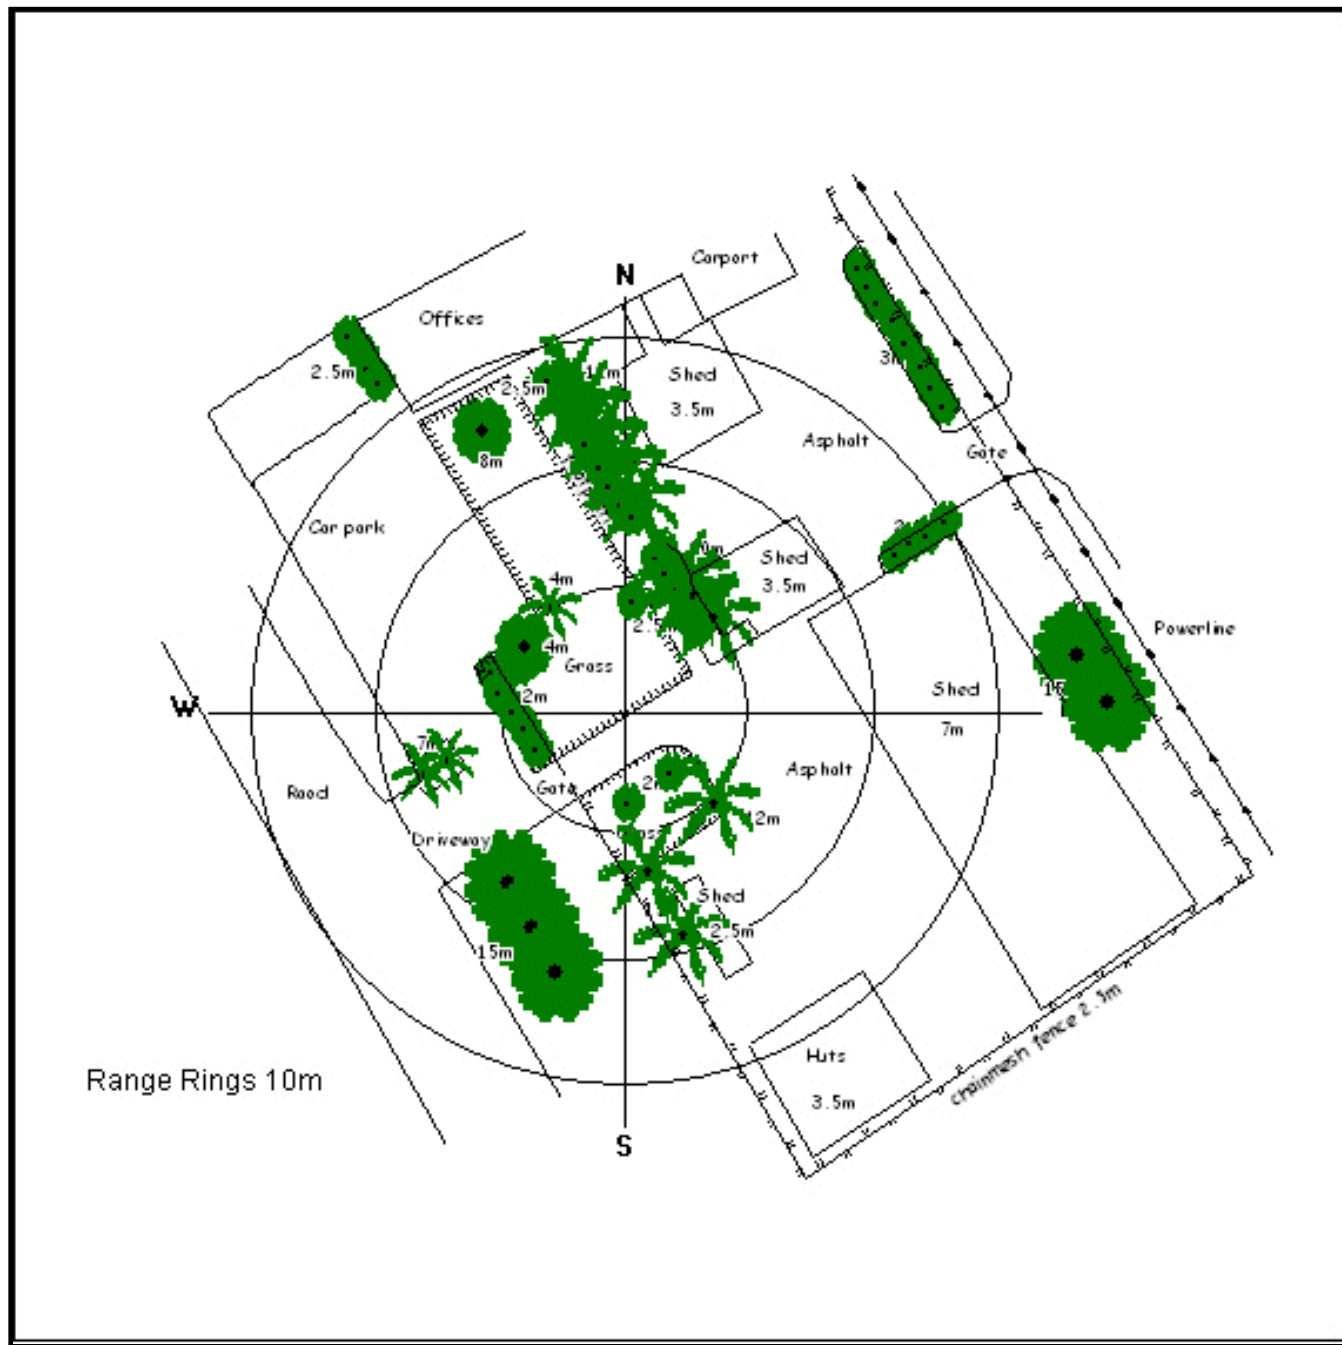 Carport
N
Offices
2.5m
Shed
3.5m
2.5m
Asphalt
Gate
8m
Car park
Shed
3.5m
4m
4m
Grass
Powerline
2m
Shed
7m
W
7m
Asphalt
Road
Gate
12m
Driveway
Shed
2.5m
15m
chainmesh fence 2.5m
Huts
3.5m
Range Rings 10m
S